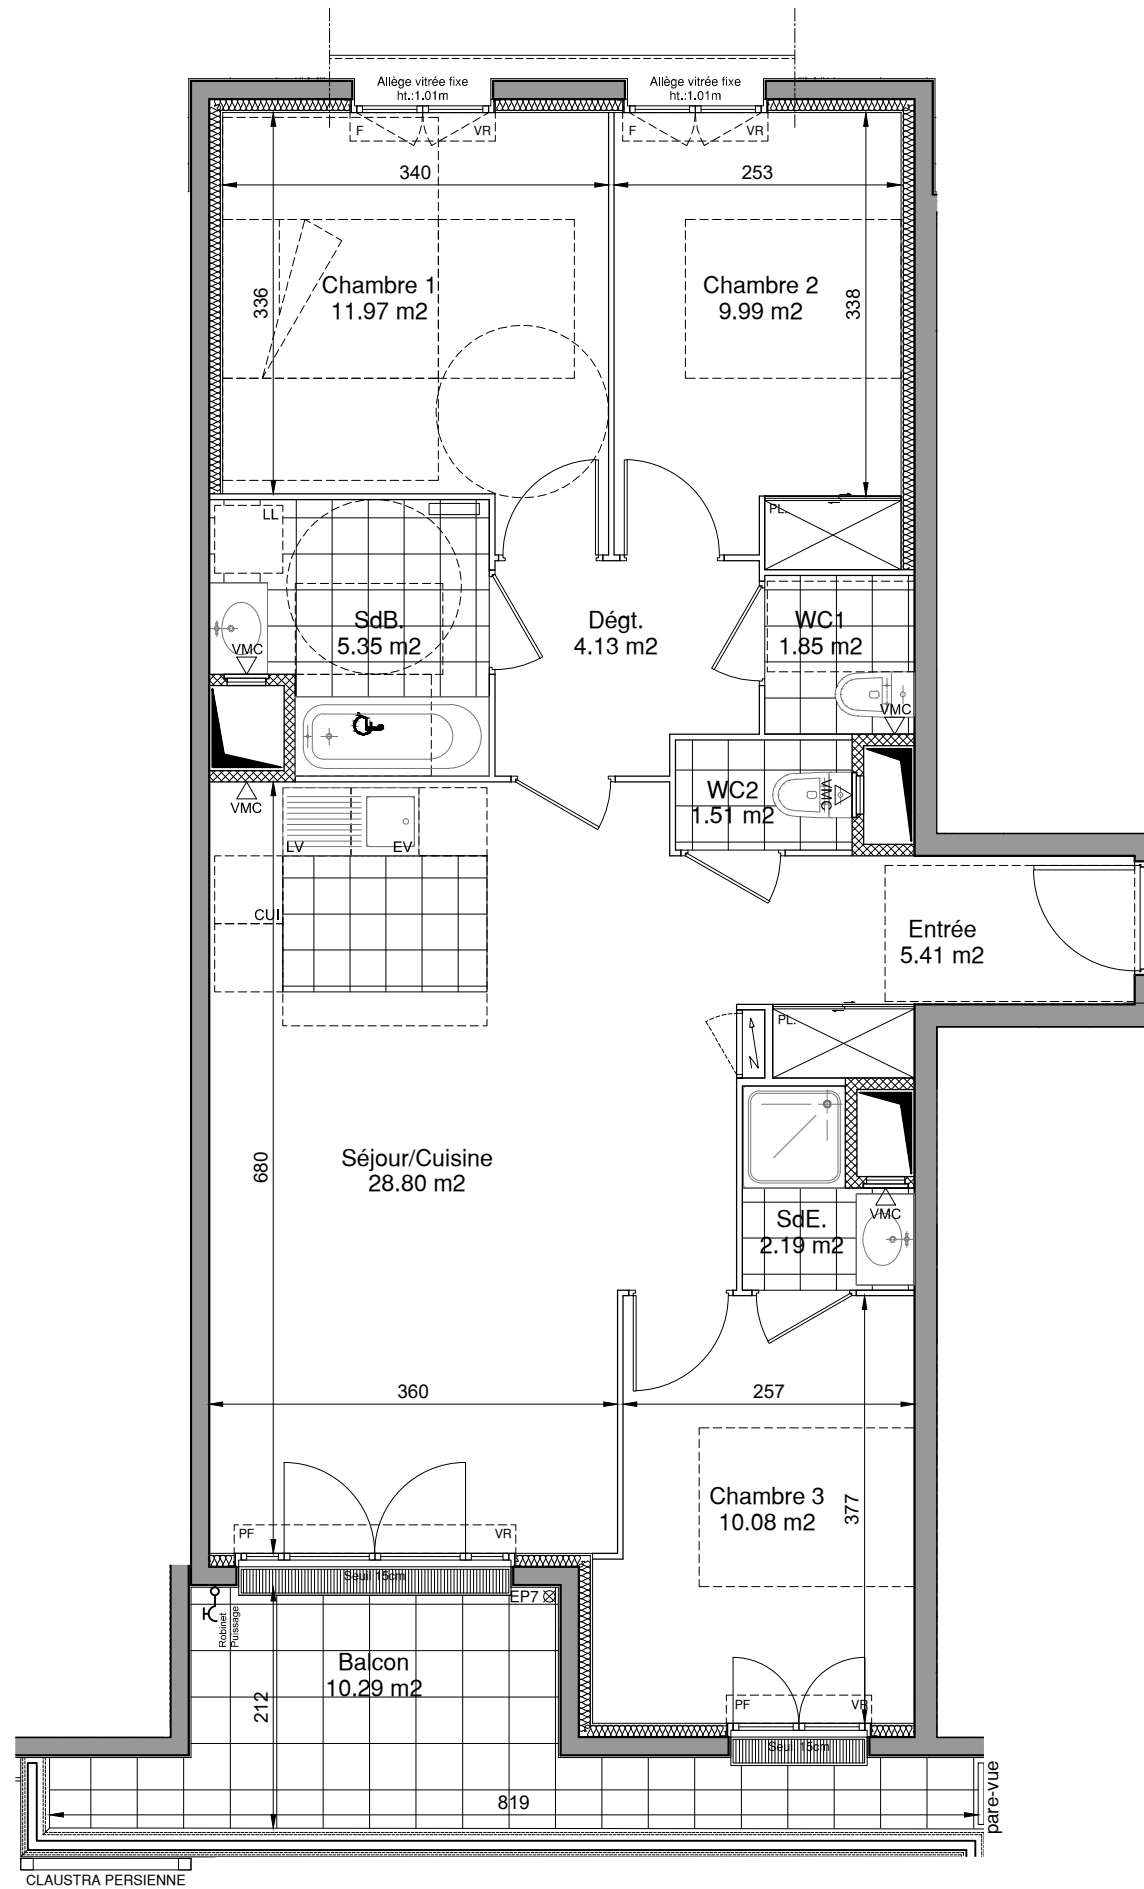 Allège vitrée fixe
ht.:1.01m
Allège vitrée fixe
ht.:1.01m
F
VR
F
VR
340
253
336
Chambre 1
11.97 m2
Chambre 2
9.99 m2
338
LL
PL.
SdB.
5.35 m2
VMC
Dégt.
4.13 m2
WC1
1.85 m2
VMC
VMC
WC2
1.51 m2
VMC
LV
EV
CUI
Entrée
5.41 m2
PL.
N
680
Séjour/Cuisine
28.80 m2
SdE.
2.19 m2
VMC
360
257
Chambre 3
10.08 m2
377
PF
VR
Seuil 15cm
EP7
Robinet
Puissage
Balcon
10.29 m2
212
PF
VR
Seuil 15cm
819
pare-vue
CLAUSTRA PERSIENNE